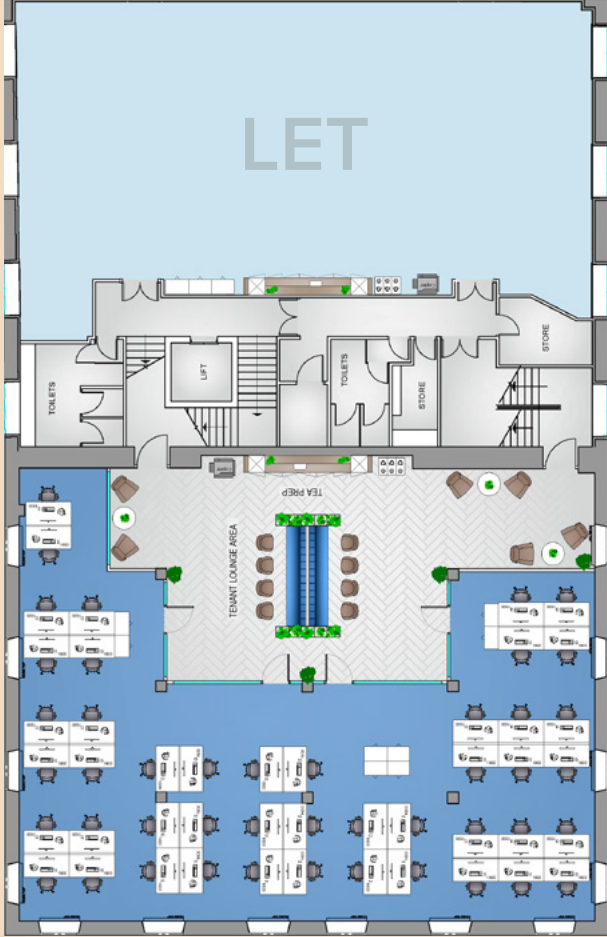 LET
STORE
TOILETS
LIFT
TOILETS
STORE
TEA PREP
TENANT LOUNGE AREA